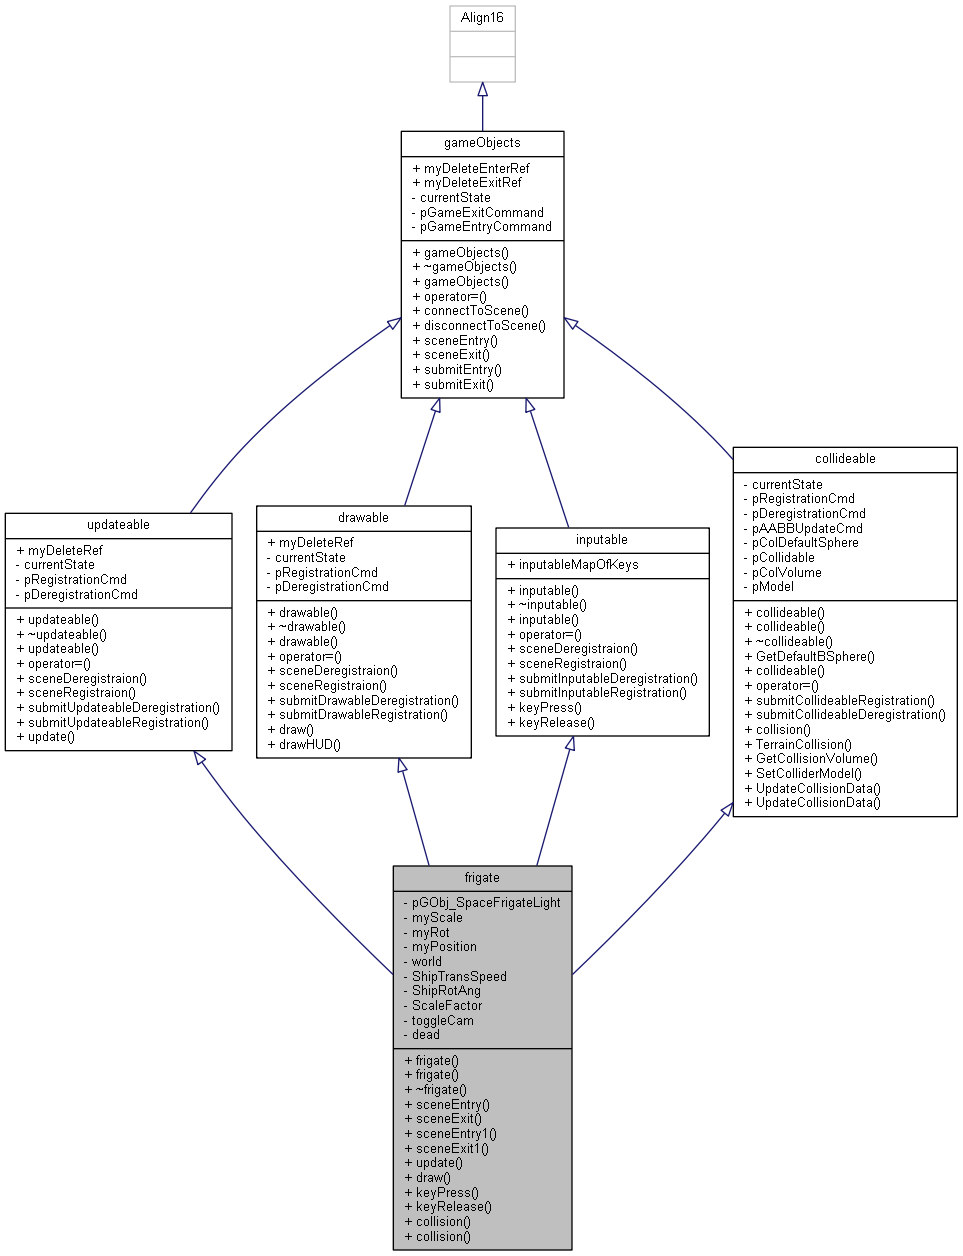 Align16
gameObjects
+ myDeleteEnterRef
+ myDeleteExitRef
- currentState
- pGameExitCommand
- pGameEntryCommand
+ gameObjects()
+ ~gameObjects()
+ gameObjects()
+ operator=()
+ connectToScene()
+ disconnectToScene()
+ sceneEntry()
+ sceneExit()
+ submitEntry()
+ submitExit()
updateable
+ myDeleteRef
- currentState
- pRegistrationCmd
- pDeregistrationCmd
+ updateable()
+ ~updateable()
+ updateable()
+ operator=()
+ sceneDeregistraion()
+ sceneRegistraion()
+ submitUpdateableDeregistration()
+ submitUpdateableRegistration()
+ update()
drawable
+ myDeleteRef
- currentState
- pRegistrationCmd
- pDeregistrationCmd
+ drawable()
+ ~drawable()
+ drawable()
+ operator=()
+ sceneDeregistraion()
+ sceneRegistraion()
+ submitDrawableDeregistration()
+ submitDrawableRegistration()
+ draw()
+ drawHUD()
inputable
+ inputableMapOfKeys
+ inputable()
+ ~inputable()
+ inputable()
+ operator=()
+ sceneDeregistraion()
+ sceneRegistraion()
+ submitInputableDeregistration()
+ submitInputableRegistration()
+ keyPress()
+ keyRelease()
collideable
- currentState
- pRegistrationCmd
- pDeregistrationCmd
- pAABBUpdateCmd
- pColDefaultSphere
- pCollidable
- pColVolume
- pModel
+ collideable()
+ collideable()
+ ~collideable()
+ GetDefaultBSphere()
+ collideable()
+ operator=()
+ submitCollideableRegistration()
+ submitCollideableDeregistration()
+ collision()
+ TerrainCollision()
+ GetCollisionVolume()
+ SetColliderModel()
+ UpdateCollisionData()
+ UpdateCollisionData()
frigate
- pGObj_SpaceFrigateLight
- myScale
- myRot
- myPosition
- world
- ShipTransSpeed
- ShipRotAng
- ScaleFactor
- toggleCam
- dead
+ frigate()
+ frigate()
+ ~frigate()
+ sceneEntry()
+ sceneExit()
+ sceneEntry1()
+ sceneExit1()
+ update()
+ draw()
+ keyPress()
+ keyRelease()
+ collision()
+ collision()